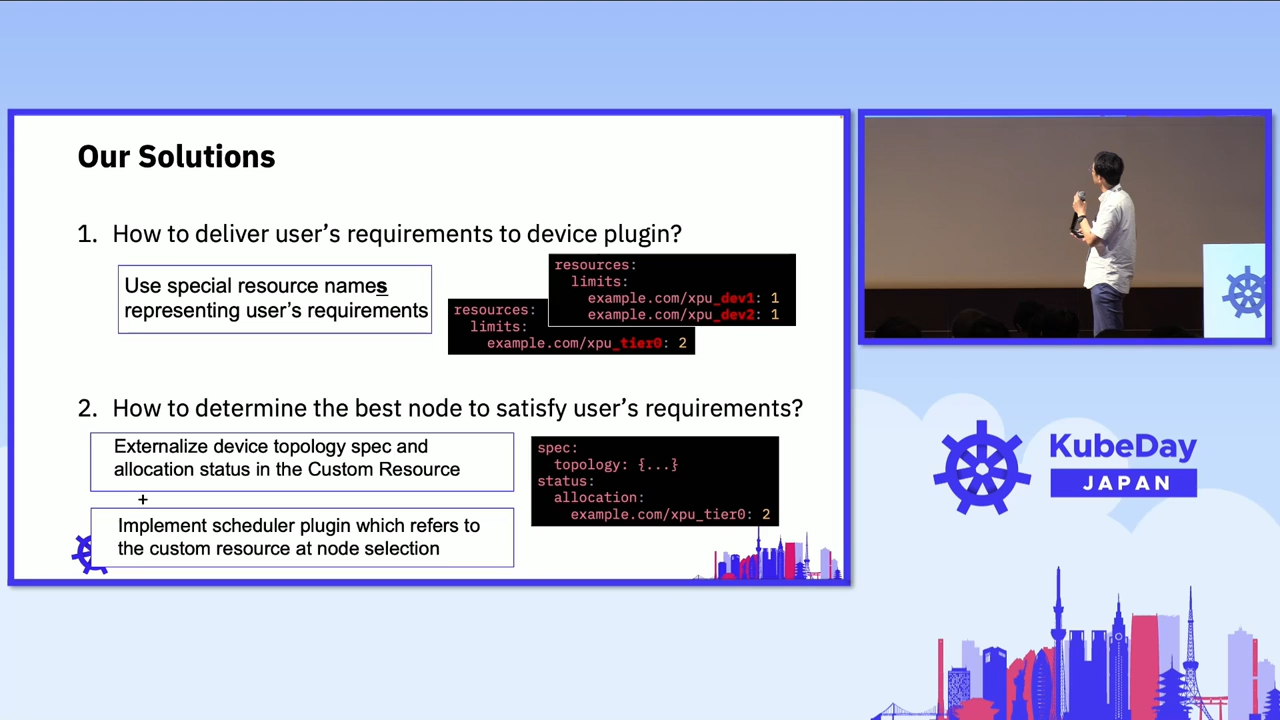 Our Solutions
1. How to deliver user's requirements to device plugin?
Use special resource names
representing user's requirements
resources:
limits:
example.com/xpu_tier0: 2
resources:
limits:
example.com/xpu_dev1: 1
example.com/xpu_dev2: 1
2. How to determine the best node to satisfy user's requirements?
Externalize device topology spec and
allocation status in the Custom Resource
+
Implement scheduler plugin which refers to
the custom resource at node selection
spec:
topology: {...}
status:
allocation:
example.com/xpu_tier0: 2
KubeDay
JAPAN